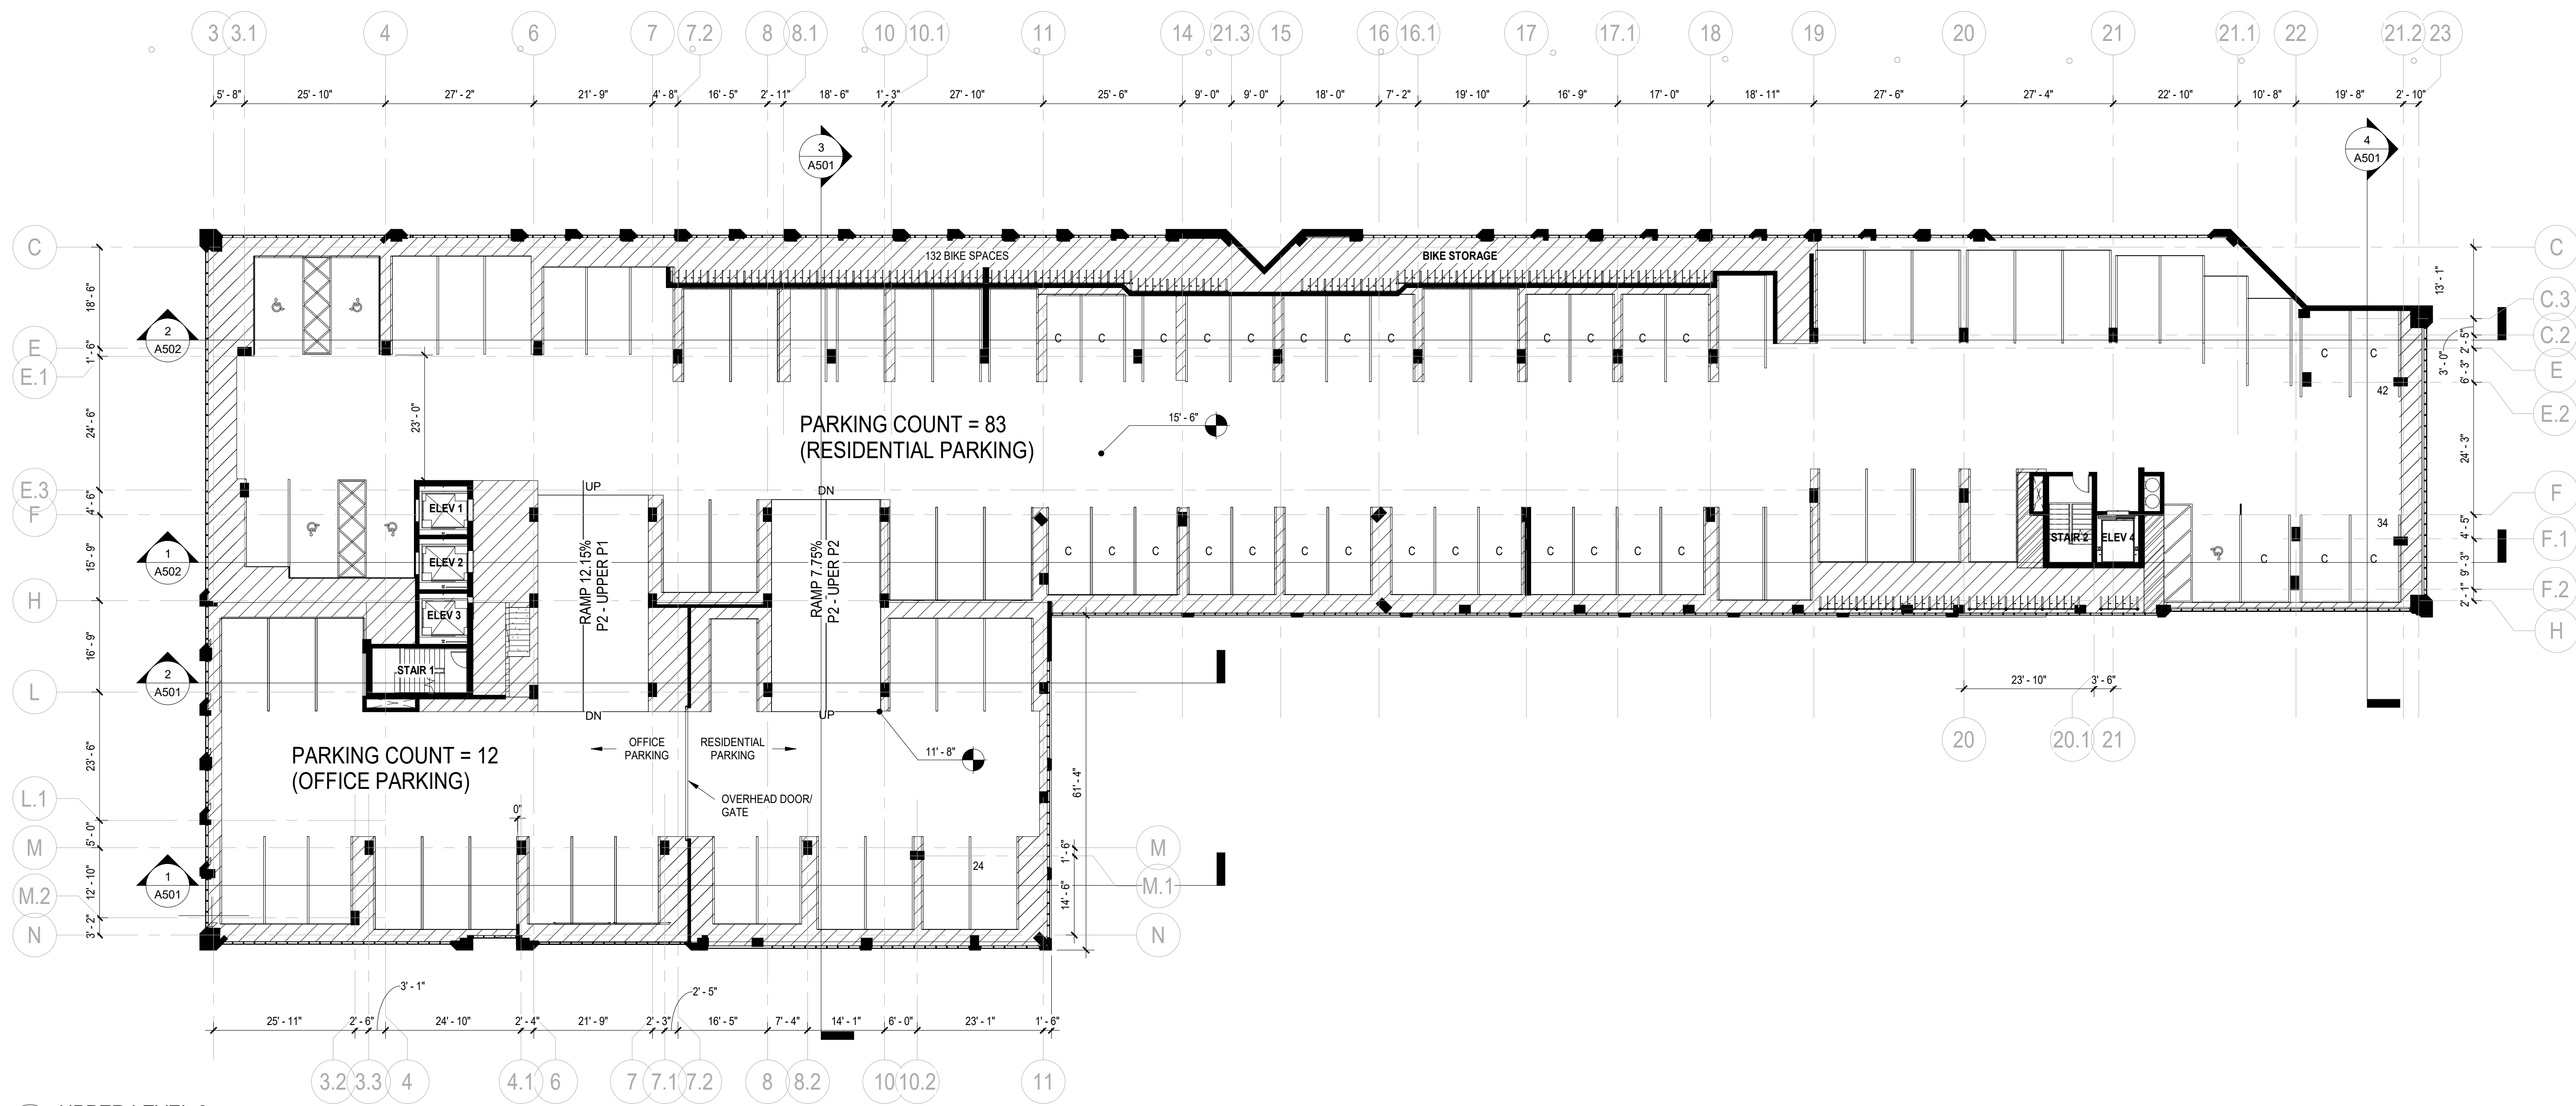 3 3.1 4 6 7 7.2 8 8.1 10 10.1 11 14 21.3 15 16 16.1 17 17.1 18 19 20 21 21.1 22 21.2 23
5' - 8" 25' - 10" 27' - 2" 21' - 9" 4' - 8" 16' - 5" 2' - 11" 18' - 6" 1' - 3" 27' - 10" 25' - 6" 9' - 0" 9' - 0" 18' - 0" 7' - 2" 19' - 10" 16' - 9" 17' - 0" 18' - 11" 27' - 6" 27' - 4" 22' - 10" 10' - 8" 19' - 8" 2' - 10"
3
A501
4
A501
C
E
E.1
E.3
F
H
L
L.1
M
M.2
N
18' - 6"
1' - 6"
24' - 6"
4' - 6"
15' - 9"
16' - 9"
23' - 6"
5' - 0"
12' - 10"
3' - 2"
2
A502
1
A502
2
A501
1
A501
132 BIKE SPACES
BIKE STORAGE
C C C C C C C C C C C C C
C C
42
23' - 0"
PARKING COUNT = 83
(RESIDENTIAL PARKING)
15' - 6"
ELEV 1
ELEV 2
ELEV 3
STAIR 1
UP
RAMP 12.15%
P2 - UPPER P1
DN
DN
RAMP 7.75%
P2 - UPER P2
UP
C C C C C C C C C C C C C C
STAIR 2
ELEV 4
34
C C C
PARKING COUNT = 12
(OFFICE PARKING)
OFFICE
PARKING
RESIDENTIAL
PARKING
OVERHEAD DOOR/
GATE
11' - 8"
0"
24
61' - 4"
1' - 6"
14' - 6"
M
M.1
N
C
C.3
C.2
E
E.2
F
F.1
F.2
H
13' - 1"
2' - 5"
3' - 0"
6' - 3"
24' - 3"
4' - 5"
9' - 3"
2' - 1"
23' - 10" 3' - 6"
20 20.1 21
3' - 1"
2' - 5"
25' - 11" 2' - 6" 24' - 10" 2' - 4" 21' - 9" 2' - 3" 16' - 5" 7' - 4" 14' - 1" 6' - 0" 23' - 1" 1' - 6"
3.2 3.3 4 4.1 6 7 7.1 7.2 8 8.2 10 10.2 11